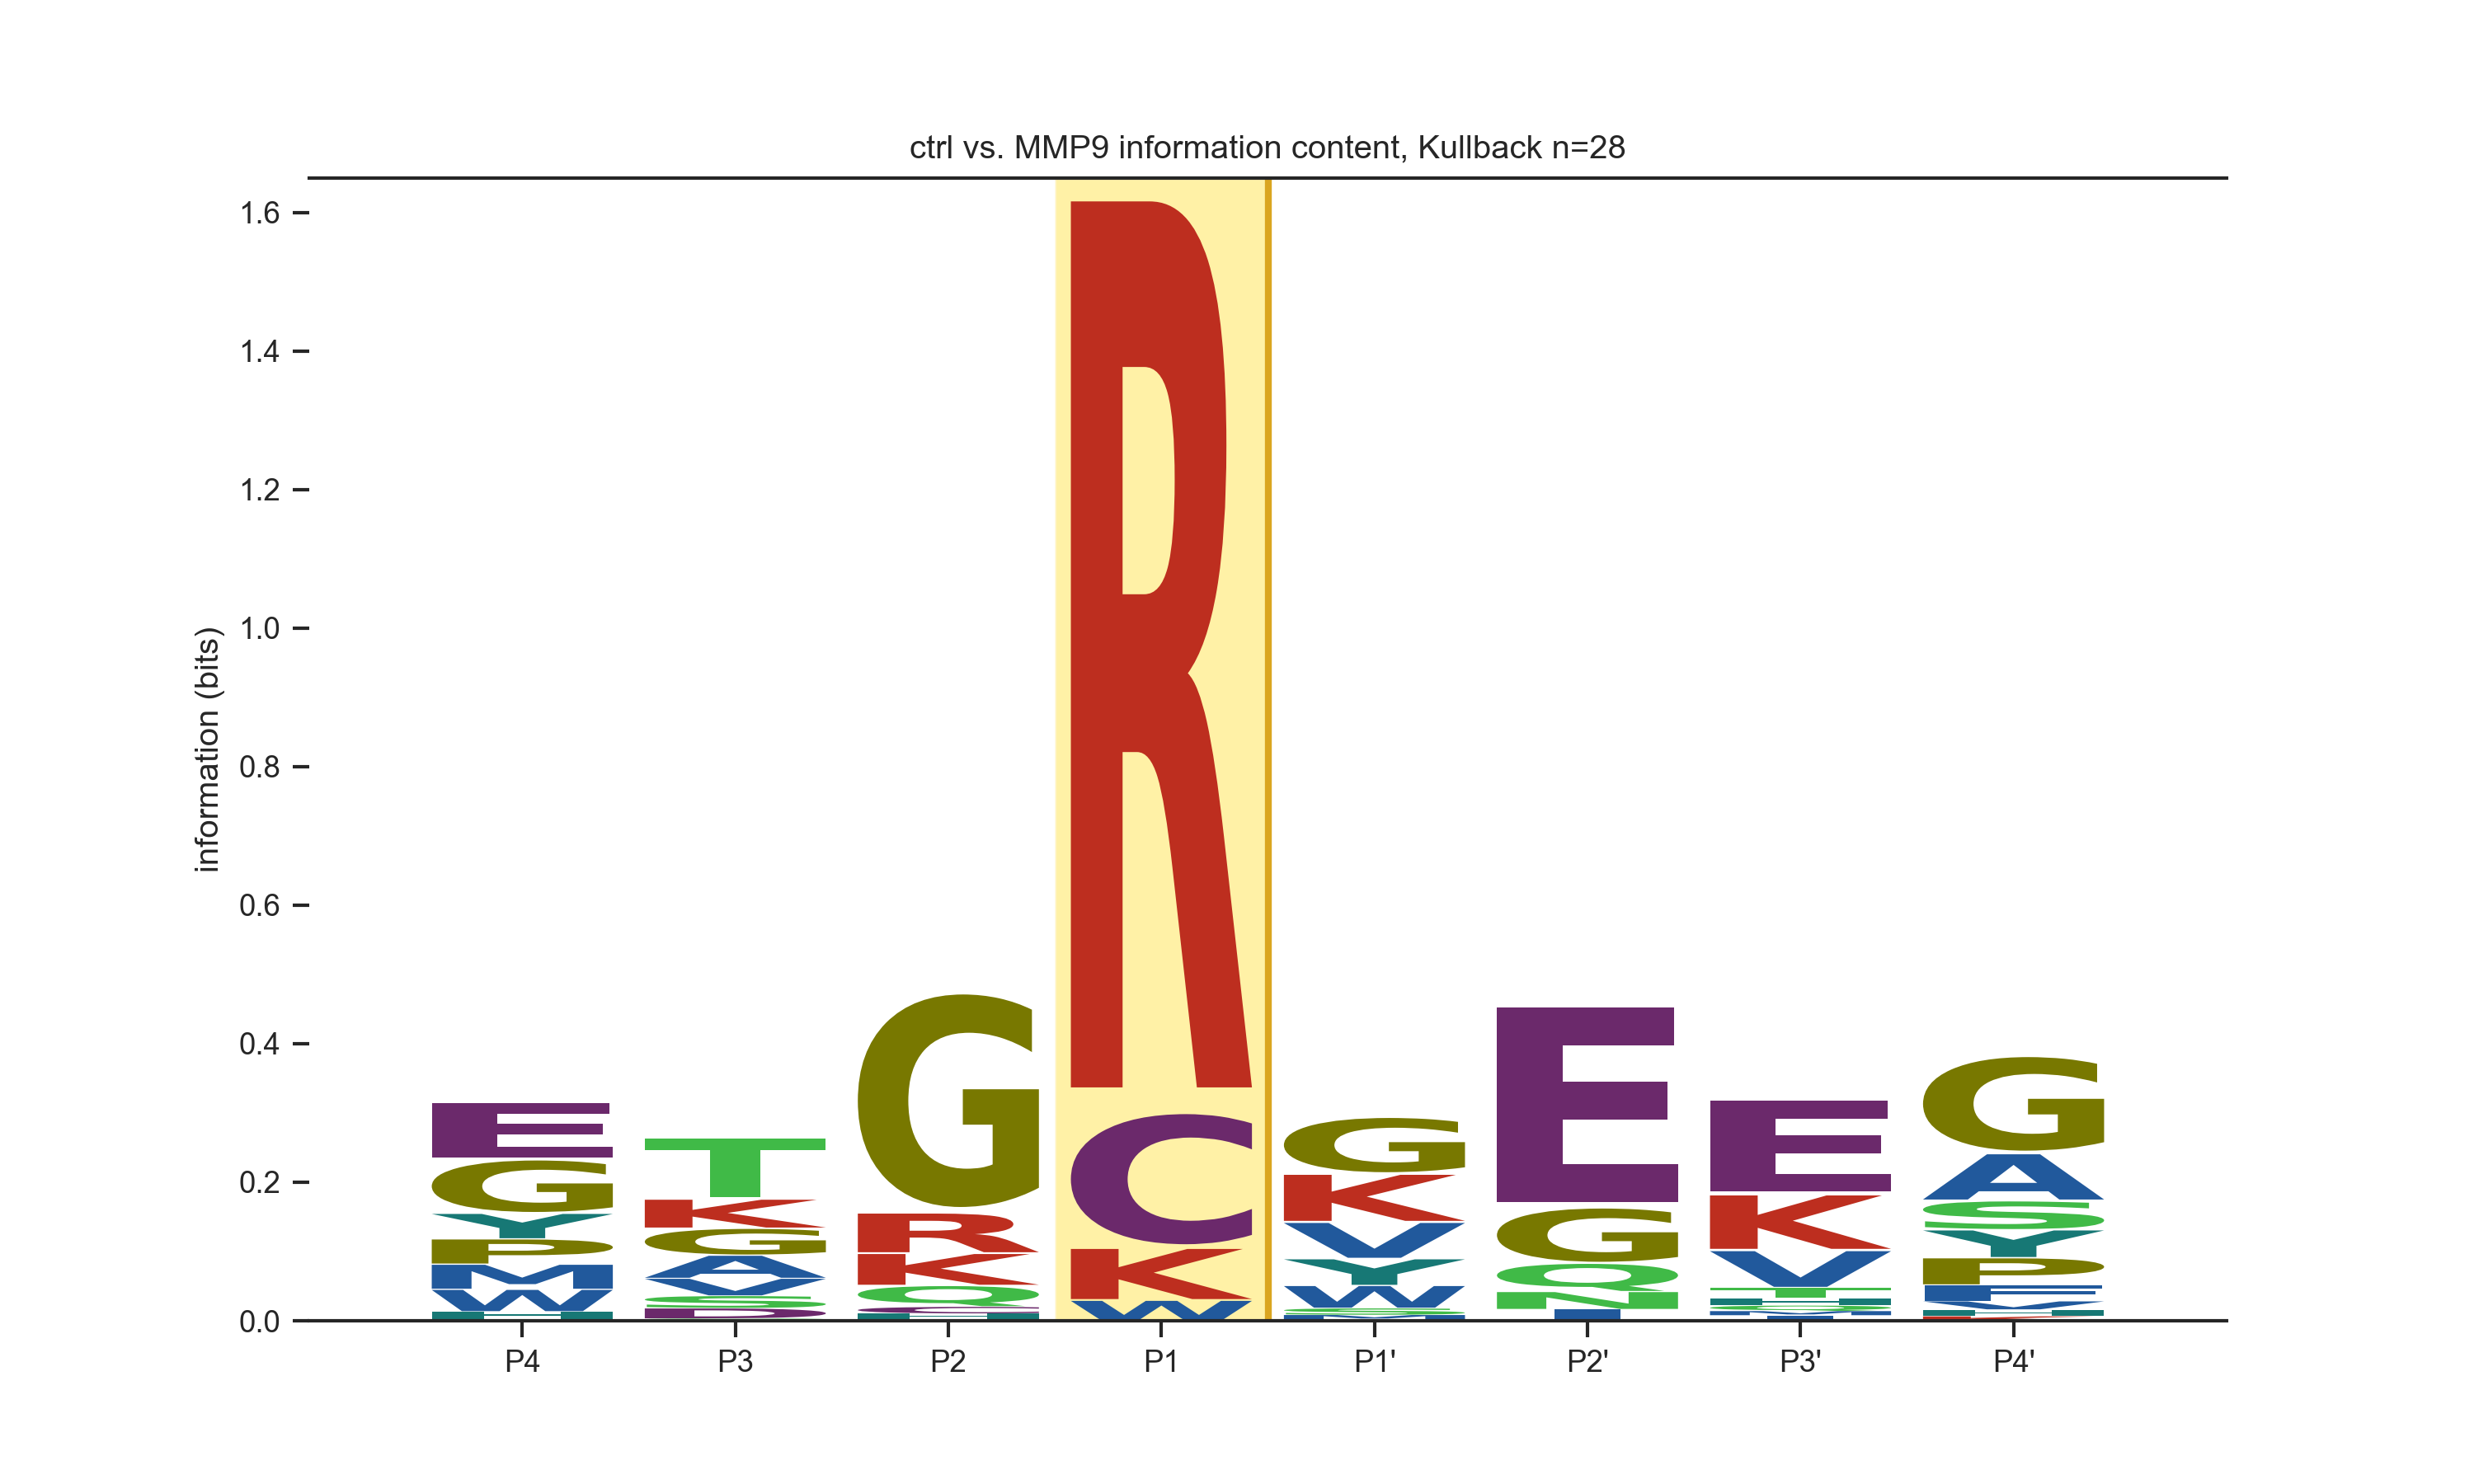 ctrl vs. MMP9 information content, Kullback n=28
information (bits)
1.6
1.4
1.2
1.0
0.8
0.6
0.4
0.2
0.0
E G Y P M W
T K G A V S D
G R K Q
R C K W
G K V Y W S
E G Q N I
E K V T
G A S Y P F V
P4 P3 P2 P1 P1' P2' P3' P4'